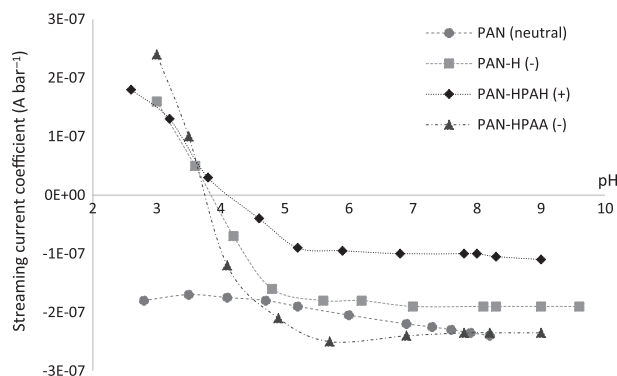 3E-07
2E-07
1E-07
0E+00
-1E-07
-2E-07
-3E-07
Streaming current coefficient (A bar⁻¹)
2 3 4 5 6 7 8 9 10
pH
PAN (neutral)
PAN-H (-)
PAN-HPAH (+)
PAN-HPAA (-)